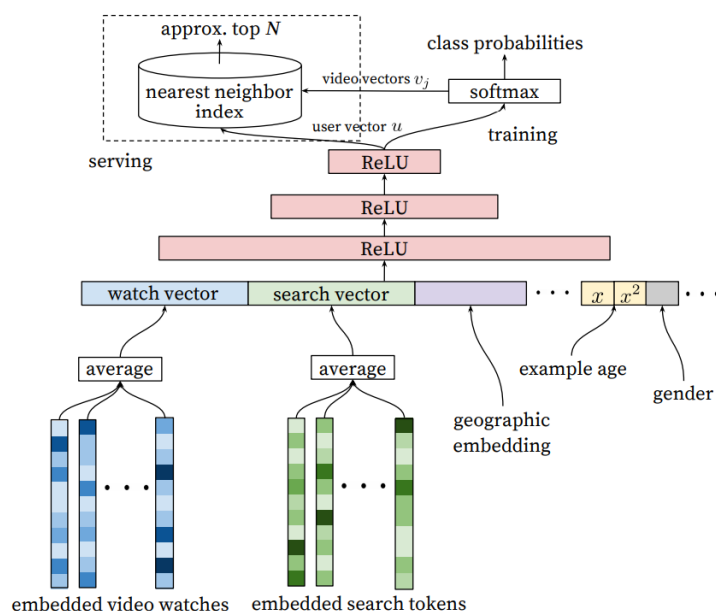 approx. top N
class probabilities
nearest neighbor
index
video vectors v_j
softmax
user vector u
training
serving
ReLU
ReLU
ReLU
watch vector
search vector
...
x
x²
...
average
average
example age
gender
geographic
embedding
...
...
embedded video watches
embedded search tokens